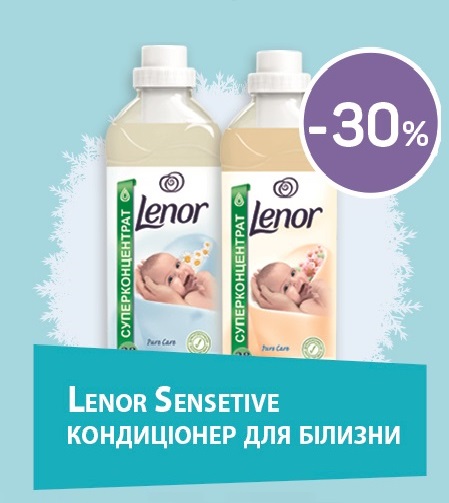 -30%
Lenor
Lenor
СУПЕРКОНЦЕНТРАТ
СУПЕРКОНЦЕНТРАТ
Pure Care
Pure Care
LENOR SENSETIVE
КОНДИЦІОНЕР ДЛЯ БІЛИЗНИ